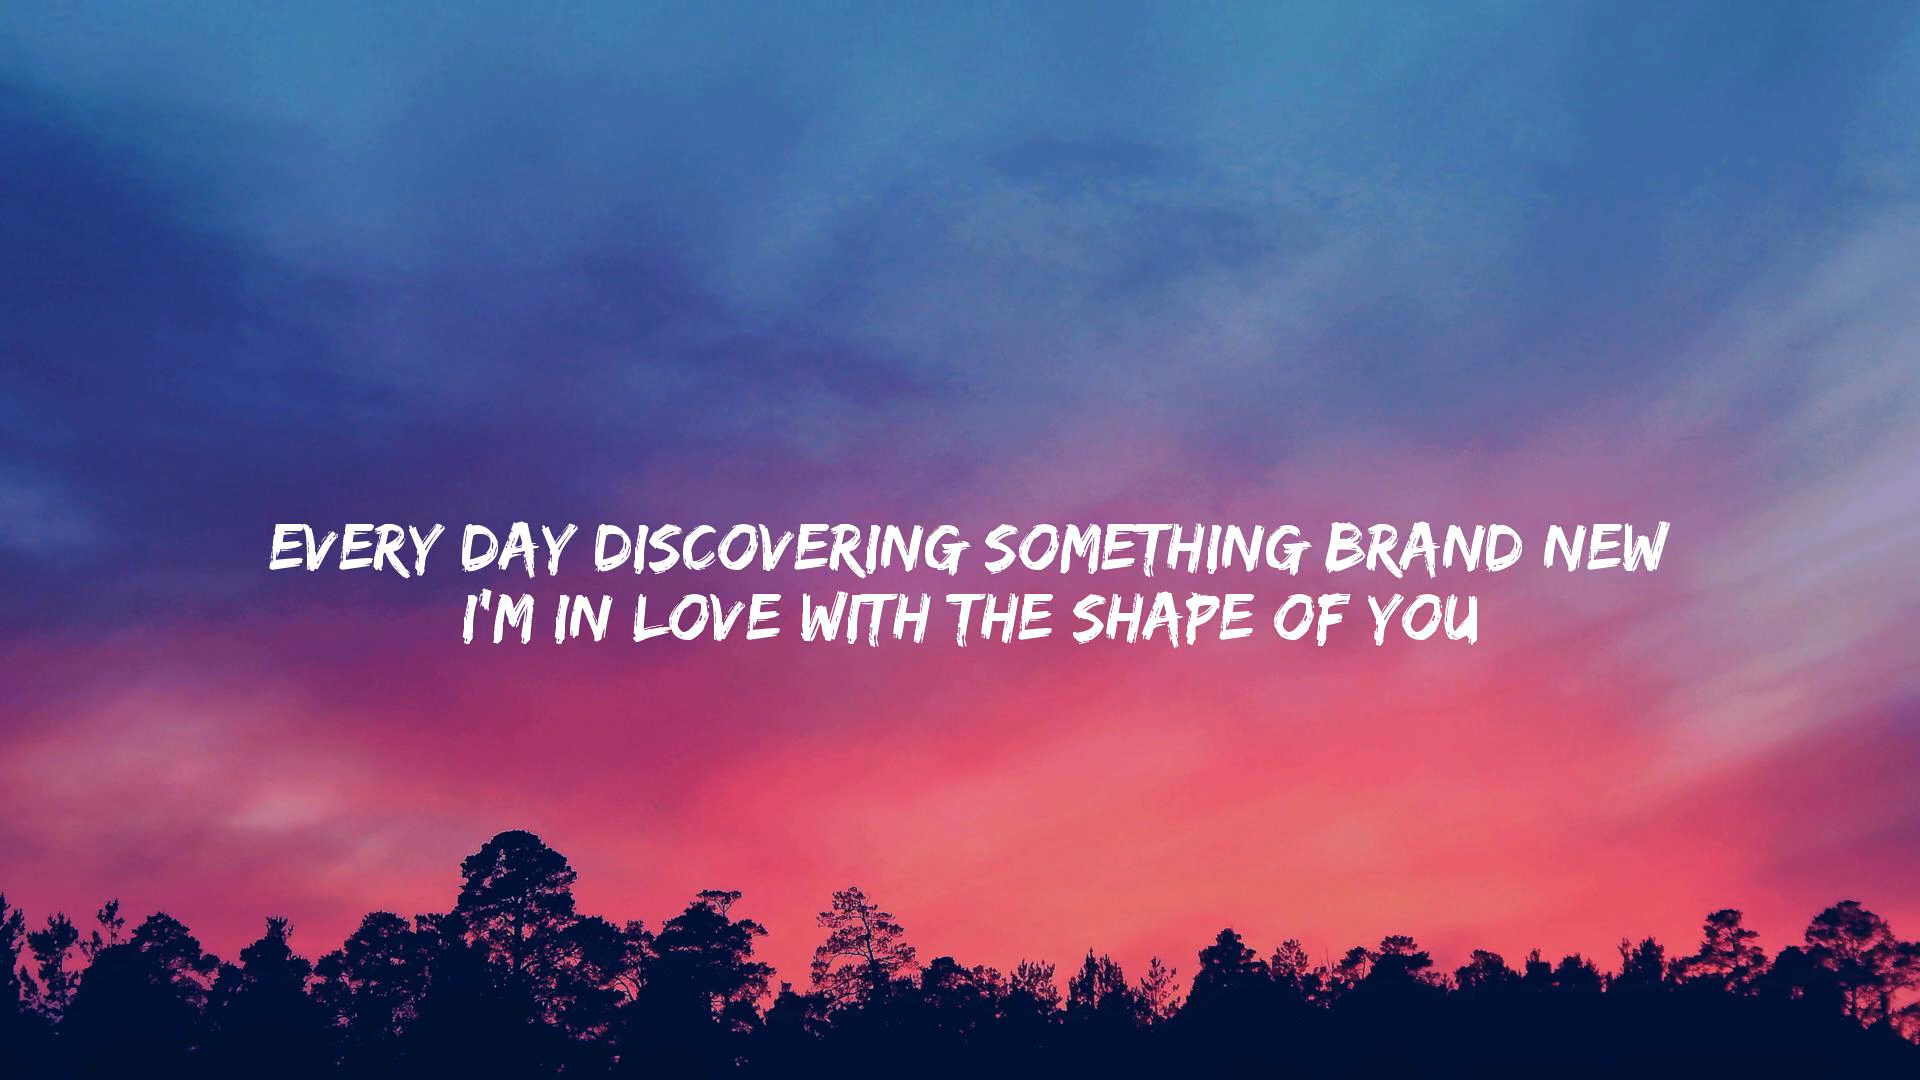 EVERY DAY DISCOVERING SOMETHING BRAND NEW
I'M IN LOVE WITH THE SHAPE OF YOU